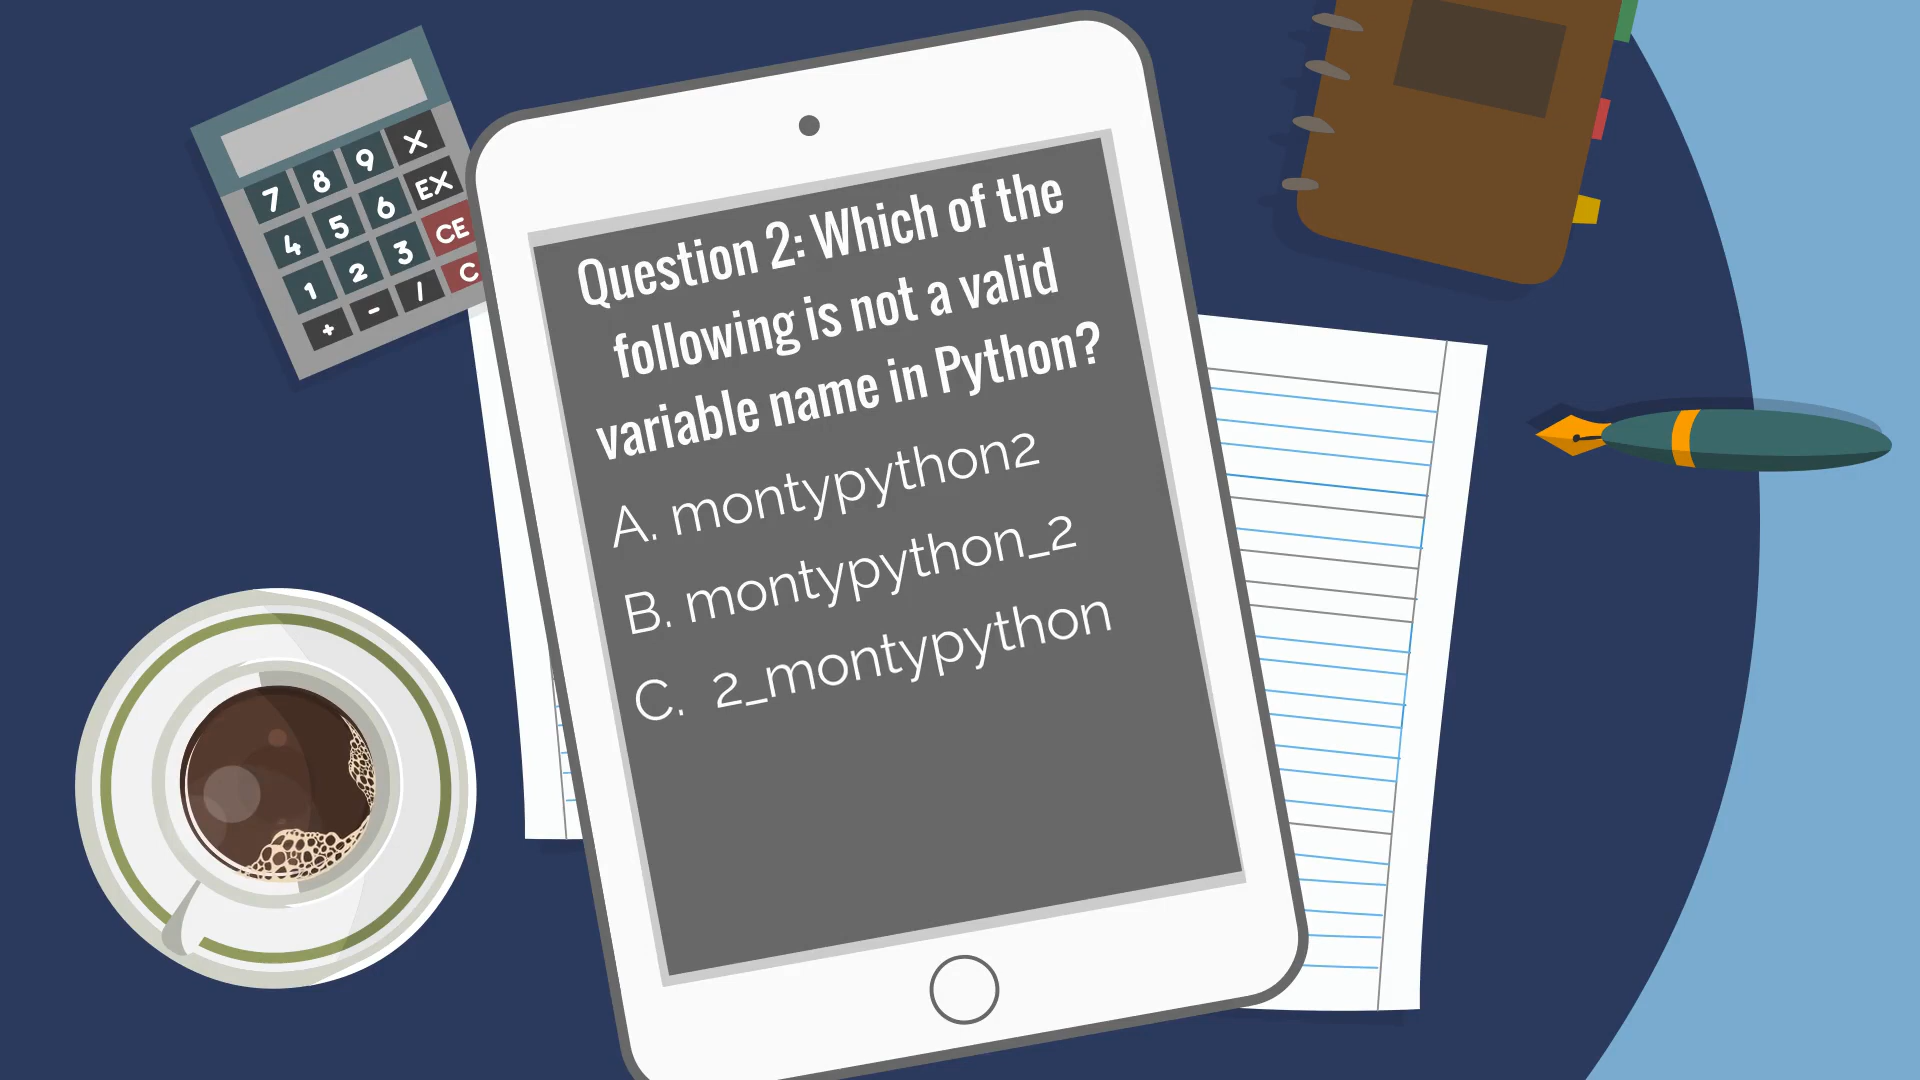 7 8 9 X
4 5 6 EX
1 2 3 CE
+ - / C
Question 2: Which of the
following is not a valid
variable name in Python?
A. montypython2
B. montypython_2
C. 2_montypython